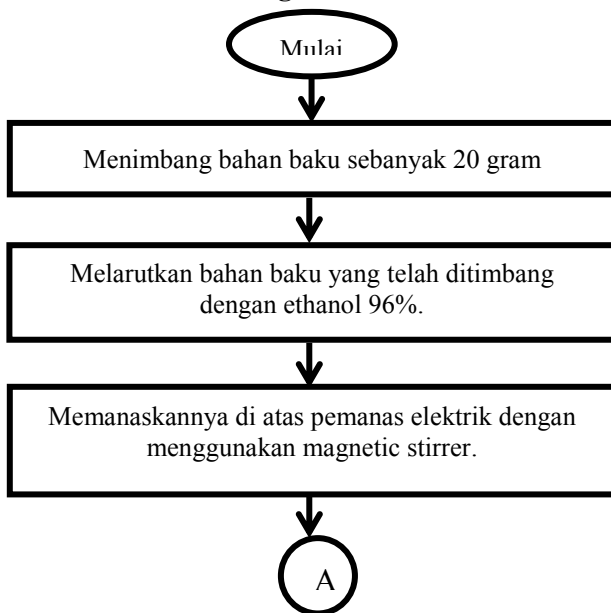 Mulai
Menimbang bahan baku sebanyak 20 gram
Melarutkan bahan baku yang telah ditimbang
dengan ethanol 96%.
Memanaskannya di atas pemanas elektrik dengan
menggunakan magnetic stirrer.
A